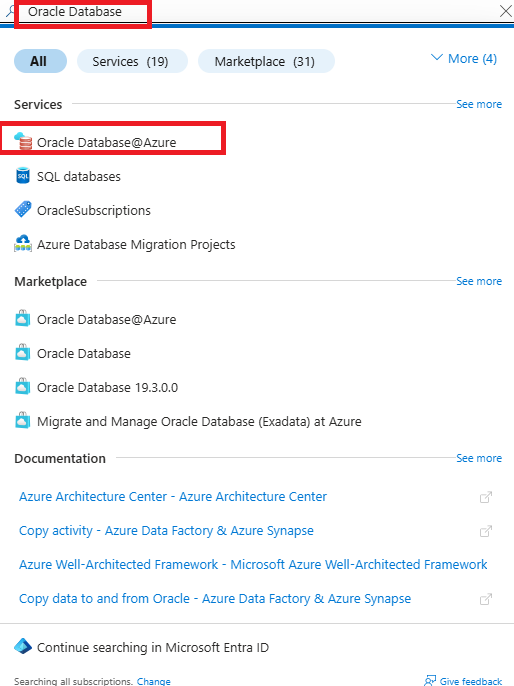 Oracle Database
All
Services (19)
Marketplace (31)
More (4)
Services
See more
Oracle Database@Azure
SQL databases
OracleSubscriptions
Azure Database Migration Projects
Marketplace
See more
Oracle Database@Azure
Oracle Database
Oracle Database 19.3.0.0
Migrate and Manage Oracle Database (Exadata) at Azure
Documentation
See more
Azure Architecture Center - Azure Architecture Center
Copy activity - Azure Data Factory & Azure Synapse
Azure Well-Architected Framework - Microsoft Azure Well-Architected Framework
Copy data to and from Oracle - Azure Data Factory & Azure Synapse
Continue searching in Microsoft Entra ID
Searching all subscriptions. Change
Give feedback